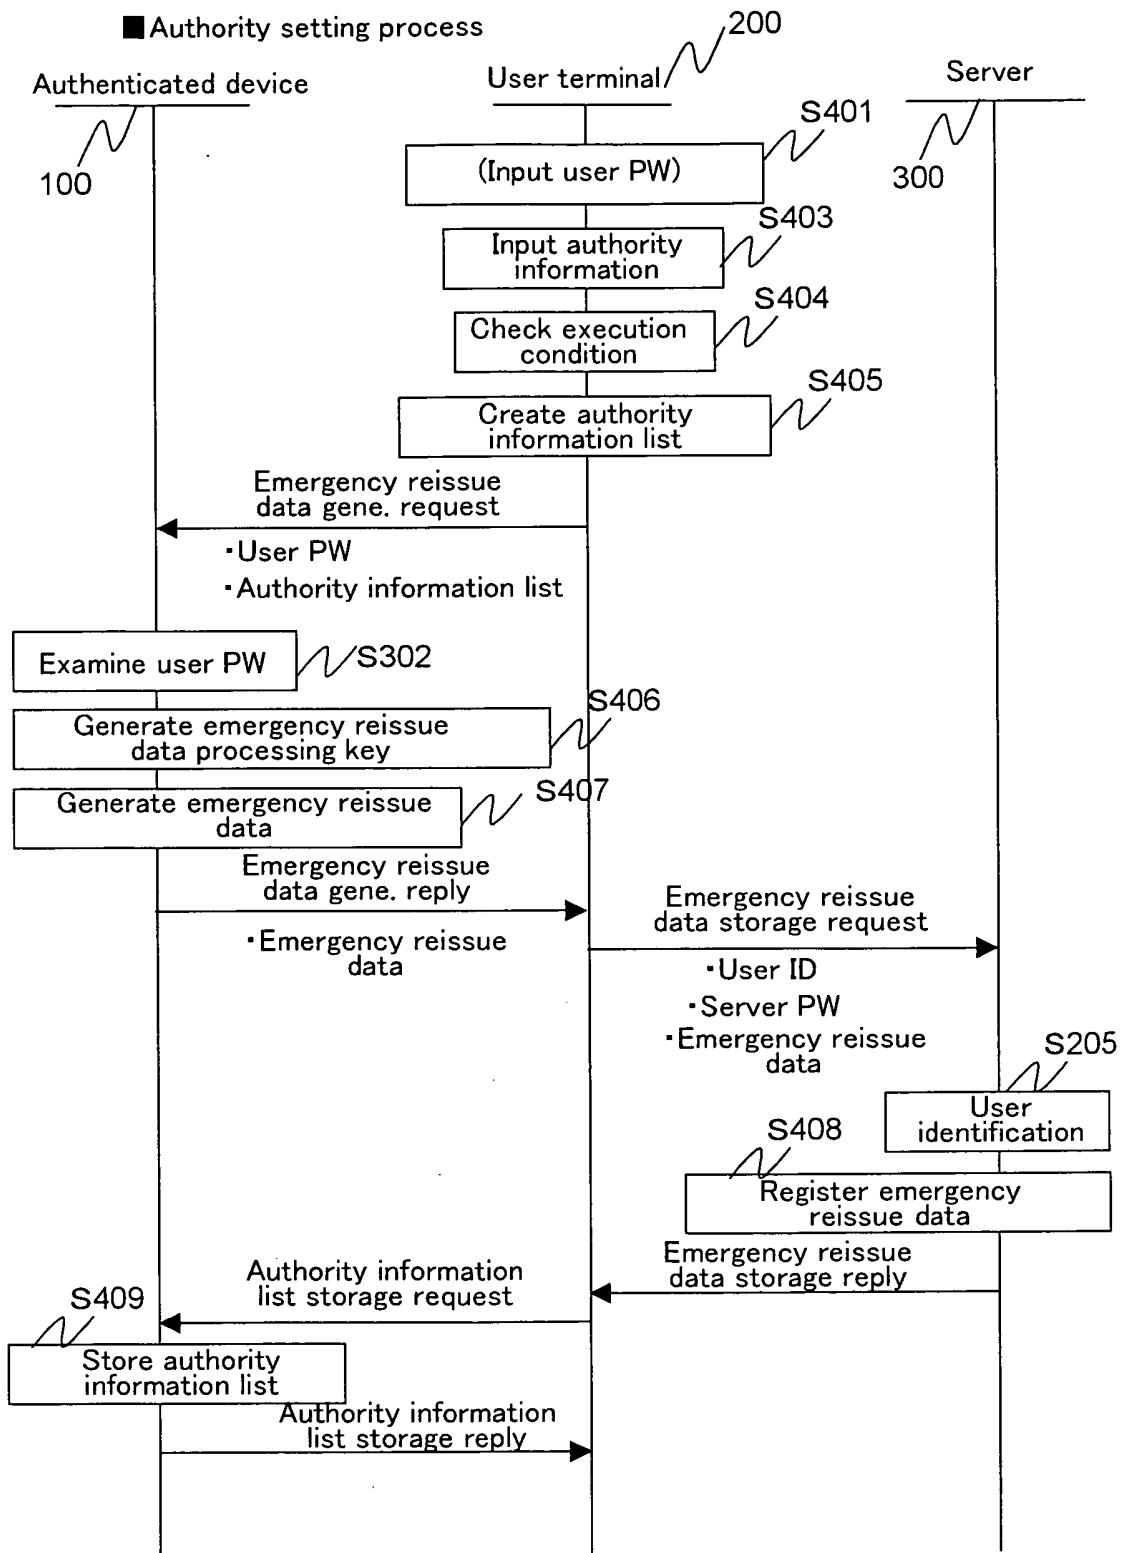 ■Authority setting process
200
Authenticated device
User terminal
Server
100
300
S401
(Input user PW)
S403
Input authority
information
S404
Check execution
condition
S405
Create authority
information list
Emergency reissue
data gene. request
・User PW
・Authority information list
Examine user PW
S302
S406
Generate emergency reissue
data processing key
S407
Generate emergency reissue
data
Emergency reissue
data gene. reply
・Emergency reissue
data
Emergency reissue
data storage request
・User ID
・Server PW
・Emergency reissue
data
S205
User
identification
S408
Register emergency
reissue data
Emergency reissue
data storage reply
Authority information
list storage request
S409
Store authority
information list
Authority information
list storage reply